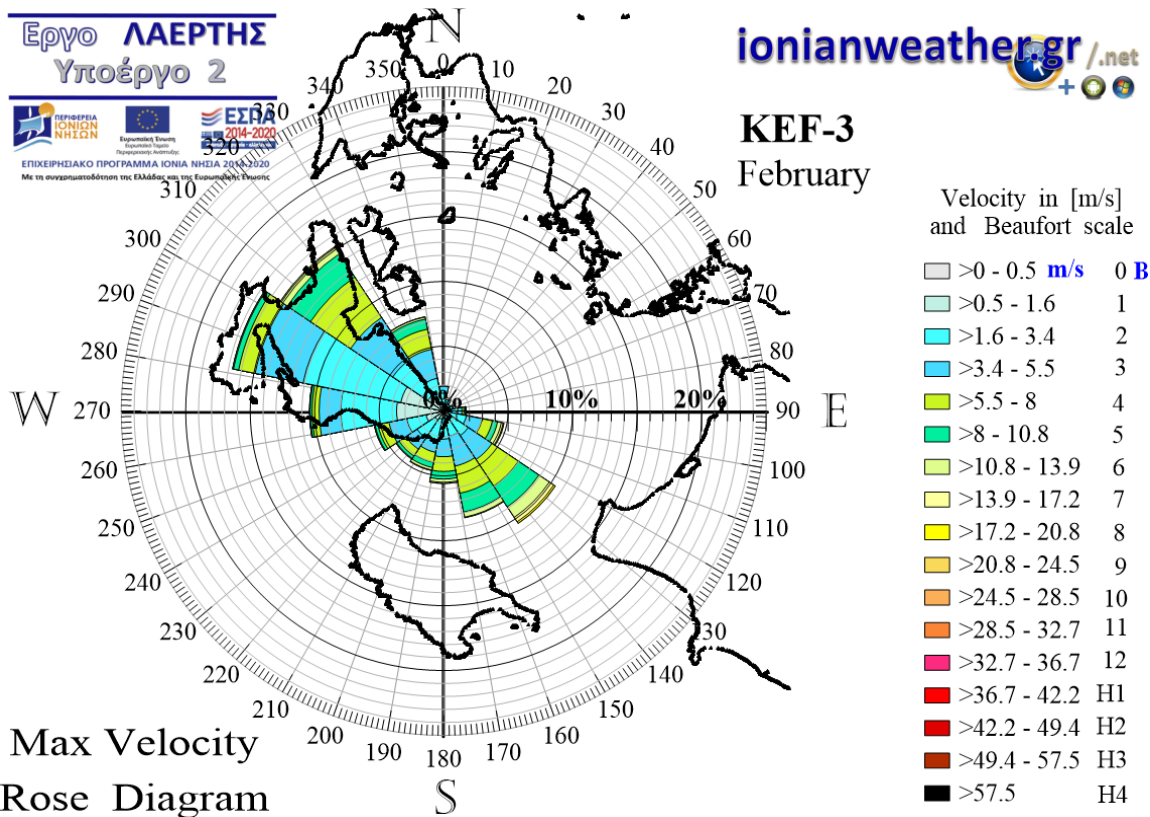 Εργο ΛΑΕΡΤΗΣ
Υποέργο 2
ΠΕΡΙΦΕΡΕΙΑ
ΙΟΝΙΩΝ
ΝΗΣΩΝ
Ευρωπαϊκή Ένωση
Ευρωπαϊκό Ταμείο
Περιφερειακής Ανάπτυξης
ΕΣΠΑ
2014-2020
ΕΠΙΧΕΙΡΗΣΙΑΚΟ ΠΡΟΓΡΑΜΜΑ ΙΟΝΙΑ ΝΗΣΙΑ 2014-2020
Με τη συγχρηματοδότηση της Ελλάδας και της Ευρωπαϊκής Ένωσης
ionianweather.gr /.net
KEF-3
February
N
0
10
20
30
40
50
60
70
80
90
E
100
110
120
130
140
150
160
170
180
S
190
200
210
220
230
240
250
260
270
W
280
290
300
310
320
330
340
350
0%
10%
20%
Velocity in [m/s]
and Beaufort scale
>0 - 0.5 m/s 0 B
>0.5 - 1.6 1
>1.6 - 3.4 2
>3.4 - 5.5 3
>5.5 - 8 4
>8 - 10.8 5
>10.8 - 13.9 6
>13.9 - 17.2 7
>17.2 - 20.8 8
>20.8 - 24.5 9
>24.5 - 28.5 10
>28.5 - 32.7 11
>32.7 - 36.7 12
>36.7 - 42.2 H1
>42.2 - 49.4 H2
>49.4 - 57.5 H3
>57.5 H4
Max Velocity
Rose Diagram